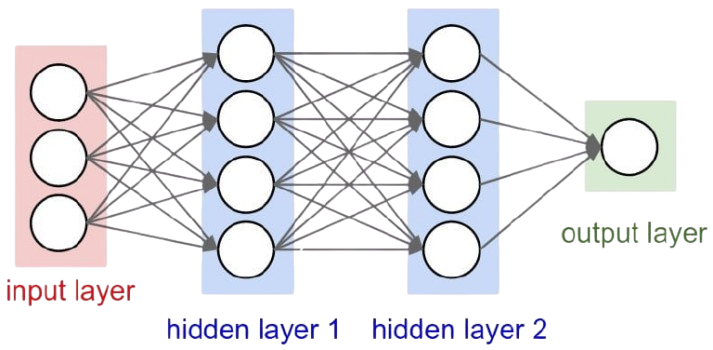 input layer
hidden layer 1
hidden layer 2
output layer